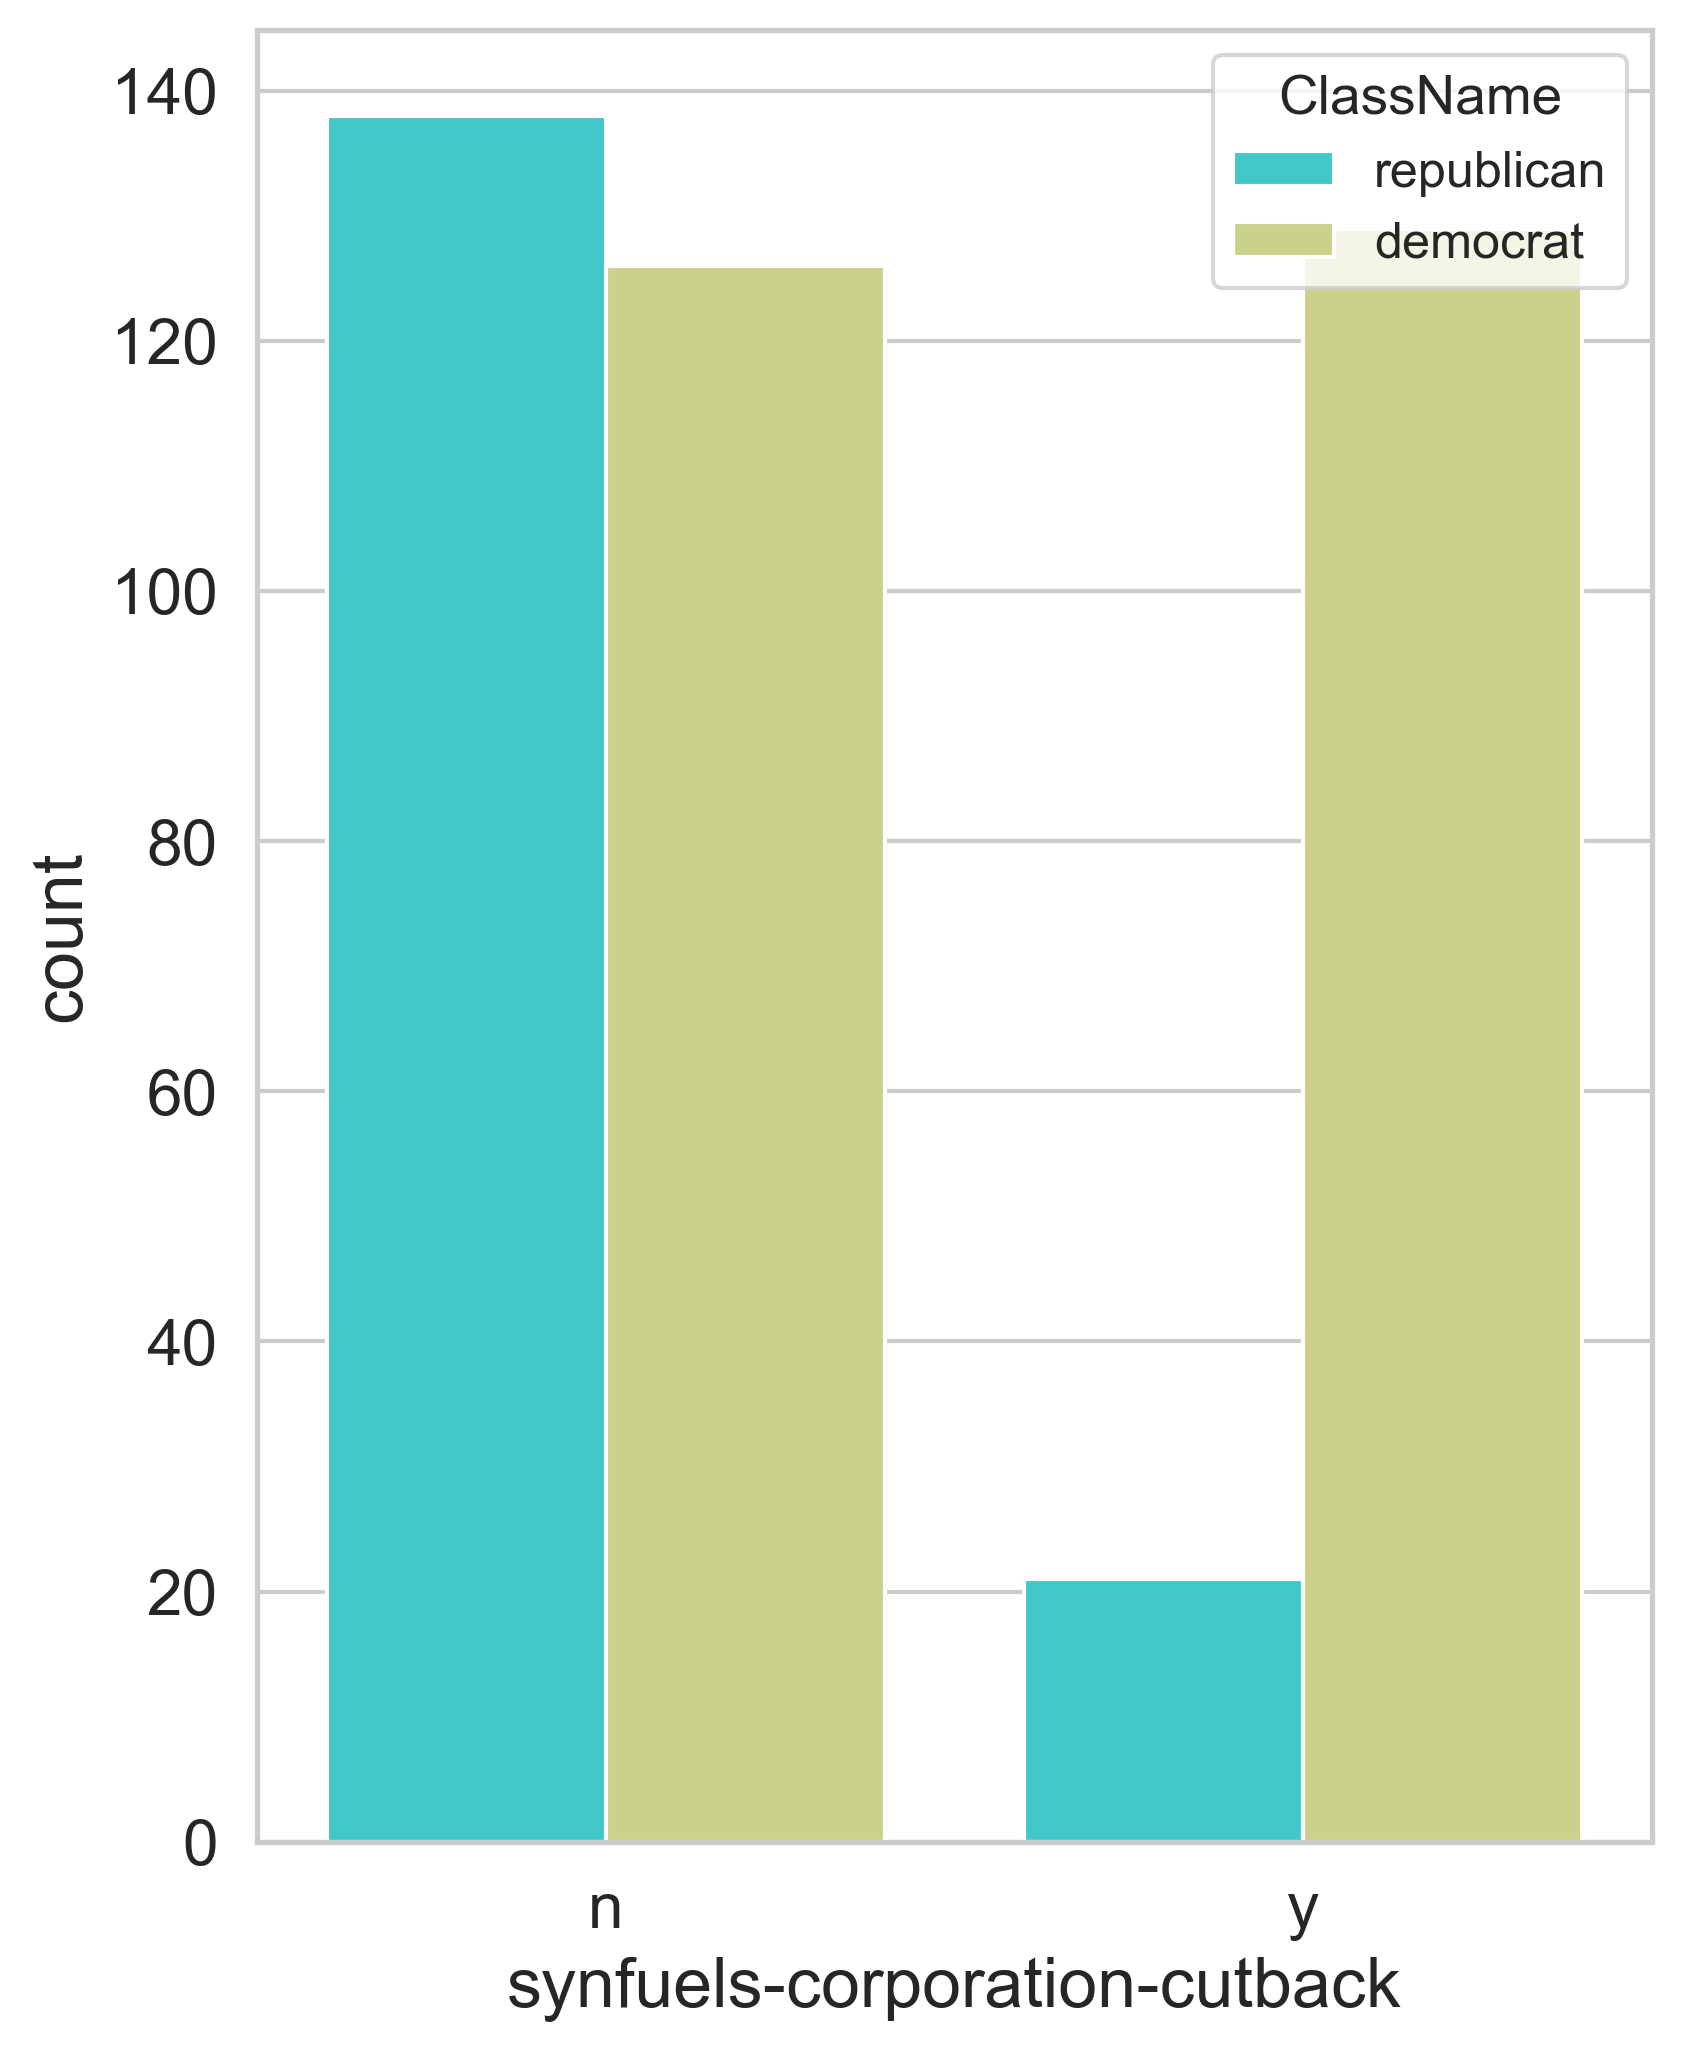 140
120
100
80
60
40
20
0
count
n
y
synfuels-corporation-cutback
ClassName
republican
democrat